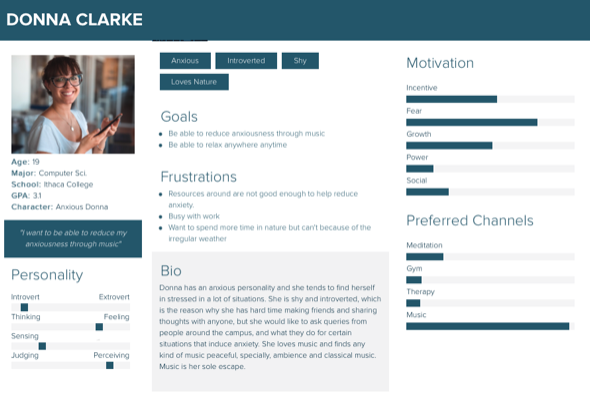 DONNA CLARKE
Age: 19
Major: Computer Sci.
School: Ithaca College
GPA: 3.1
Character: Anxious Donna
"I want to be able to reduce my
anxiousness through music"
Personality
Introvert Extrovert
Thinking Feeling
Sensing
Judging Perceiving
Anxious Introverted Shy
Loves Nature
Goals
Be able to reduce anxiousness through music
Be able to relax anywhere anytime
Frustrations
Resources around are not good enough to help reduce
anxiety.
Busy with work
Want to spend more time in nature but can't because of the
irregular weather
Bio
Donna has an anxious personality and she tends to find herself
in stressed in a lot of situations. She is shy and introverted, which
is the reason why she has hard time making friends and sharing
thoughts with anyone, but she would like to ask queries from
people around the campus, and what they do for certain
situations that induce anxiety. She loves music and finds any
kind of music peaceful, specially, ambience and classical music.
Music is her sole escape.
Motivation
Incentive
Fear
Growth
Power
Social
Preferred Channels
Meditation
Gym
Therapy
Music